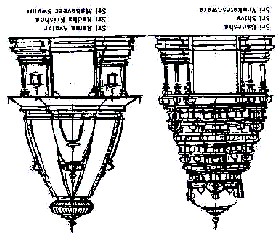 Sri Ganesha
Sri Shiva
Sri Venkateswara
Sri Rama
Sri Radha Krishna
Sri Mahaveer Swami